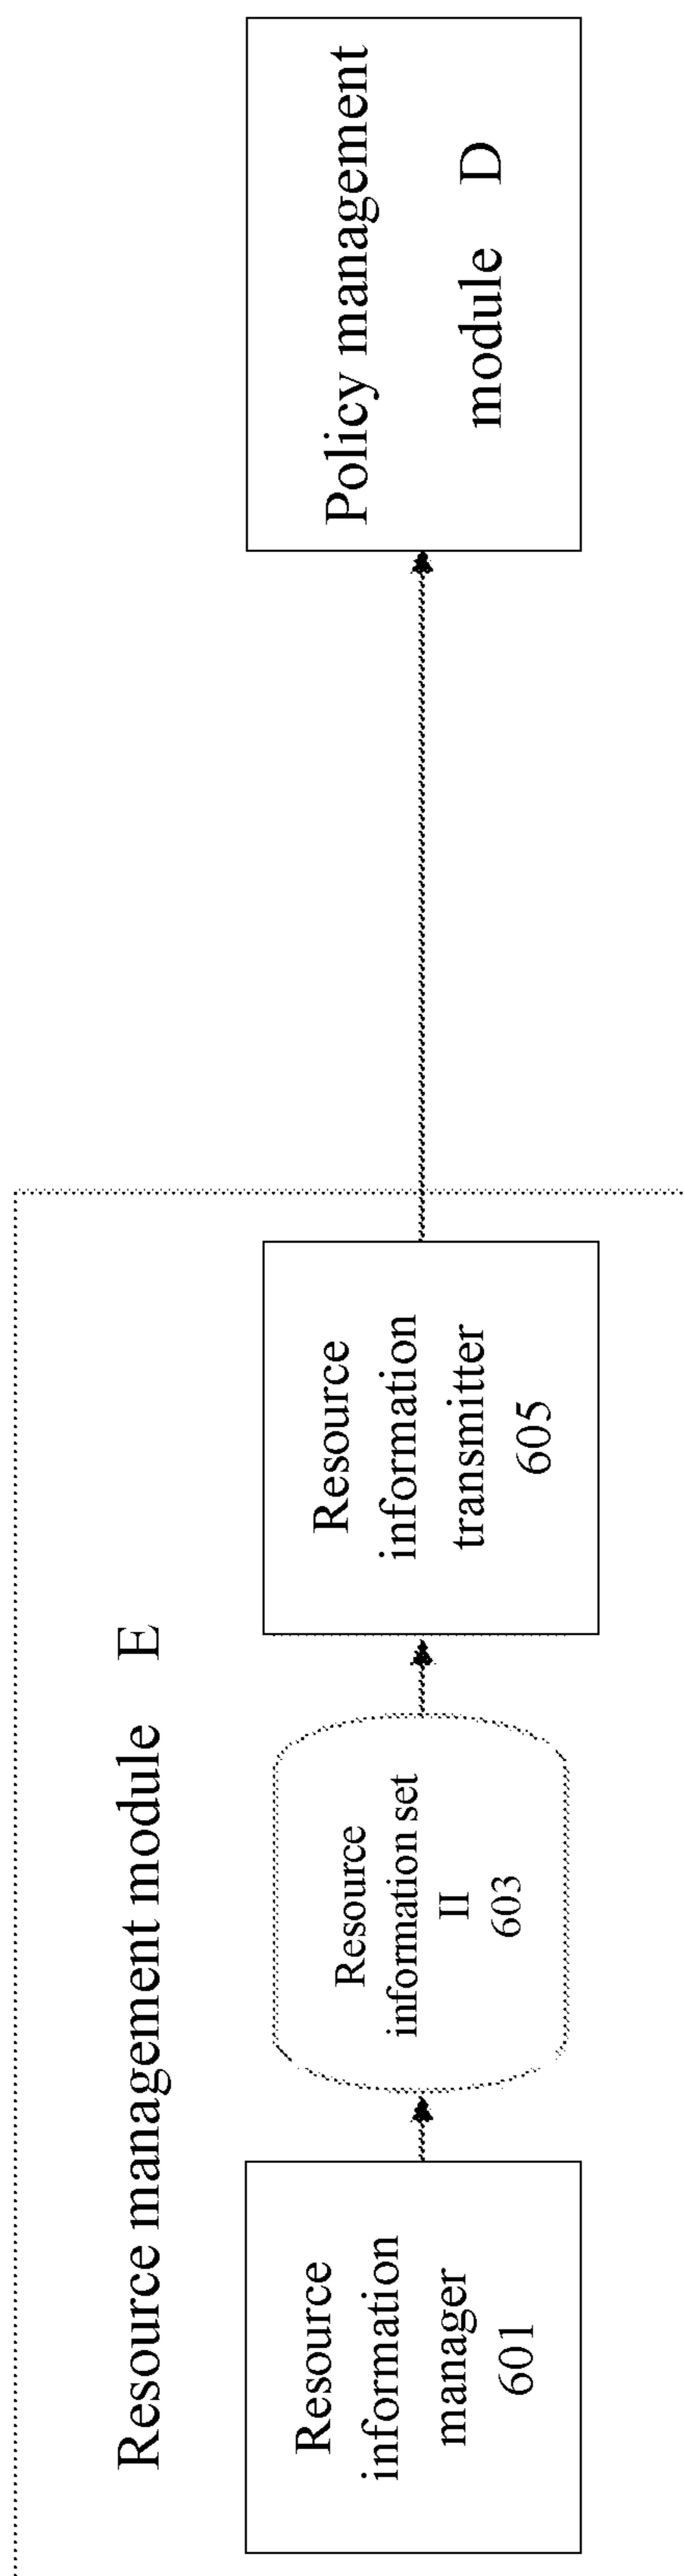 Resource management module E
Resource
information
manager
601
Resource
information set
II
603
Resource
information
transmitter
605
Policy management
module D